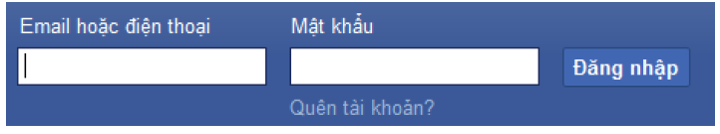 Email hoặc điện thoại
Mật khẩu
Đăng nhập
Quên tài khoản?